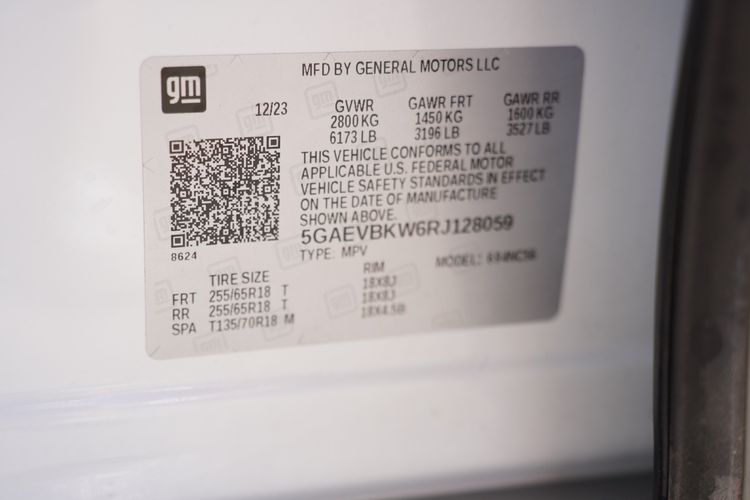 gm
MFD BY GENERAL MOTORS LLC
12/23
GVWR GAWR FRT GAWR RR
2800 KG 1450 KG 1600 KG
6173 LB 3196 LB 3527 LB
THIS VEHICLE CONFORMS TO ALL
APPLICABLE U.S. FEDERAL MOTOR
VEHICLE SAFETY STANDARDS IN EFFECT
ON THE DATE OF MANUFACTURE
SHOWN ABOVE.
5GAEVBKW6RJ128059
8624
TYPE: MPV MODEL:
TIRE SIZE RIM
FRT 255/65R18 T 18X8J
RR 255/65R18 T 18X8J
SPA T135/70R18 M 18X4.5B